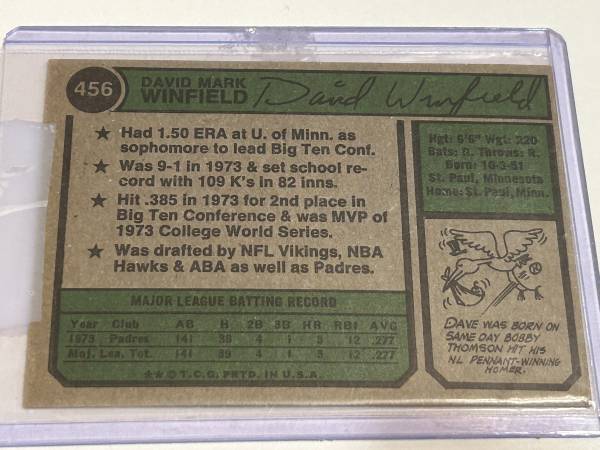 456
DAVID MARK
WINFIELD
David Winfield
★ Had 1.50 ERA at U. of Minn. as
sophomore to lead Big Ten Conf.
★ Was 9-1 in 1973 & set school re-
cord with 109 K's in 82 inns.
★ Hit .385 in 1973 for 2nd place in
Big Ten Conference & was MVP of
1973 College World Series.
★ Was drafted by NFL Vikings, NBA
Hawks & ABA as well as Padres.
Hgt: 6'6" Wgt: 220
Bats: R. Throws: R.
Born: 10-3-51
St. Paul, Minnesota
Home: St. Paul, Minn.
MAJOR LEAGUE BATTING RECORD
Year Club AB H 2B 3B HR RBI AVG
1973 Padres 141 39 4 1 3 12 .277
Maj. Lea. Tot. 141 39 4 1 3 12 .277
★★ © T.C.G. PRTD. IN U.S.A.
DAVE WAS BORN ON
SAME DAY BOBBY
THOMSON HIT HIS
NL PENNANT-WINNING
HOMER.